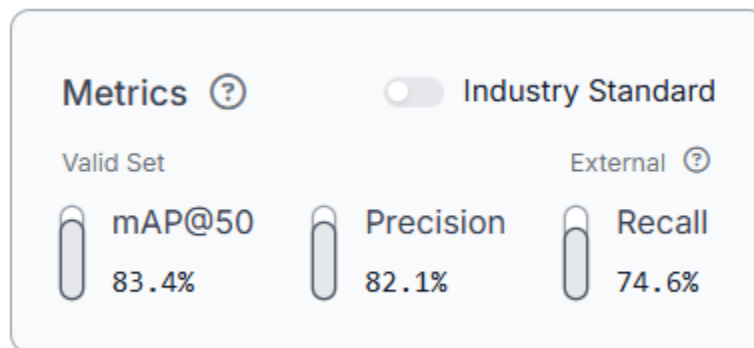 Metrics ? Industry Standard
Valid Set External ?
mAP@50 Precision Recall
83.4% 82.1% 74.6%